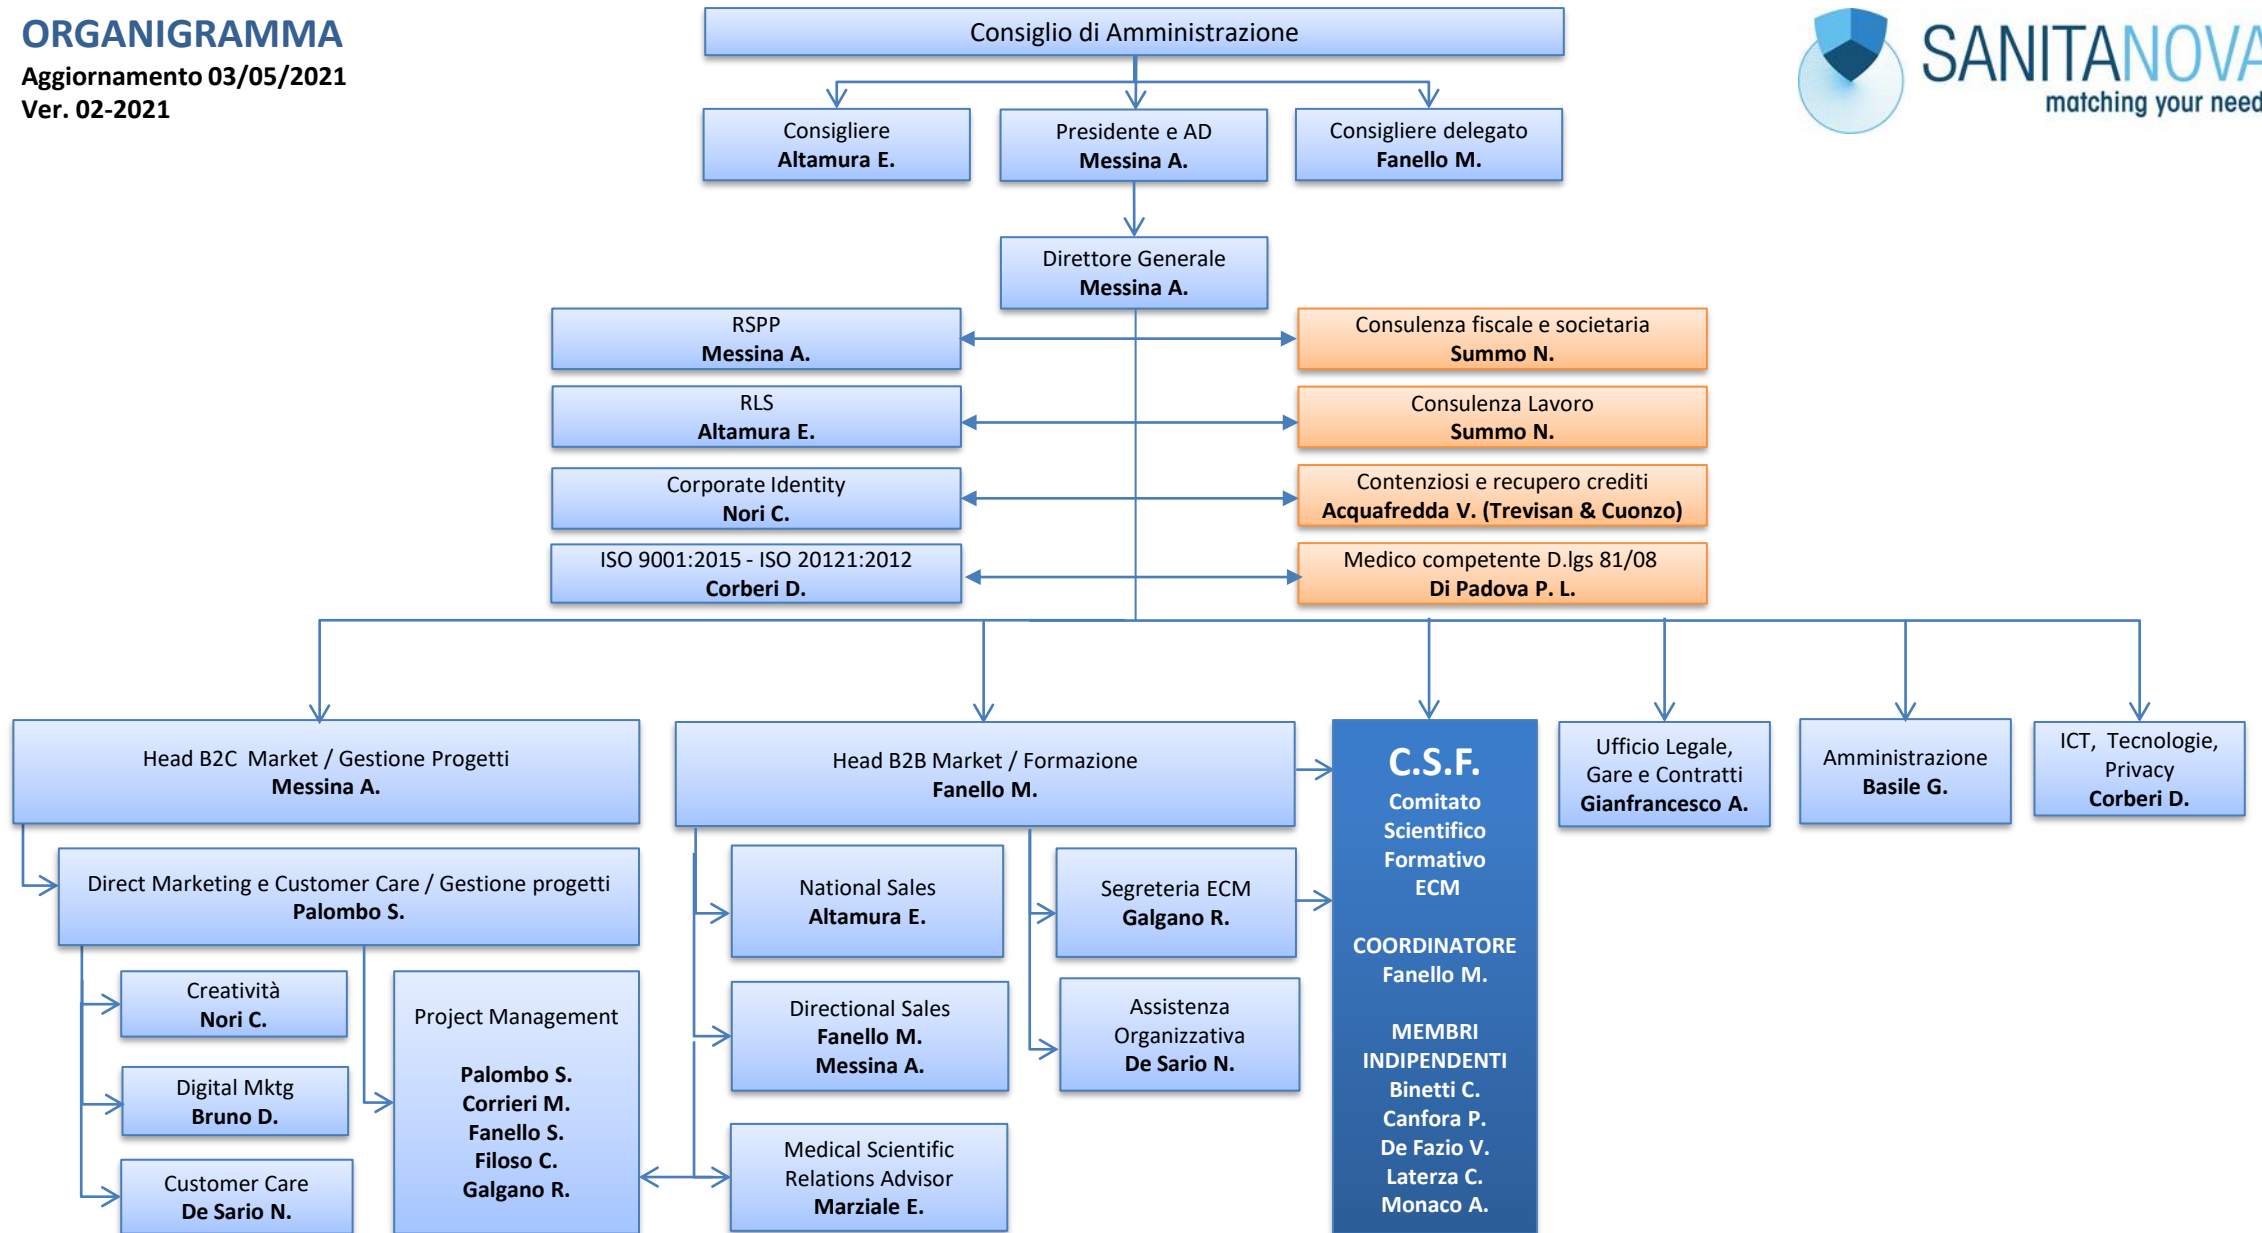 ORGANIGRAMMA
Aggiornamento 03/05/2021
Ver. 02-2021
SANITANOVA
matching your need
Consiglio di Amministrazione
Consigliere
Altamura E.
Presidente e AD
Messina A.
Consigliere delegato
Fanello M.
Direttore Generale
Messina A.
RSPP
Messina A.
Consulenza fiscale e societaria
Summo N.
RLS
Altamura E.
Consulenza Lavoro
Summo N.
Corporate Identity
Nori C.
Contenziosi e recupero crediti
Acquafredda V. (Trevisan & Cuonzo)
ISO 9001:2015 - ISO 20121:2012
Corberi D.
Medico competente D.lgs 81/08
Di Padova P. L.
Head B2C Market / Gestione Progetti
Messina A.
Direct Marketing e Customer Care / Gestione progetti
Palombo S.
Creatività
Nori C.
Digital Mktg
Bruno D.
Customer Care
De Sario N.
Project Management
Palombo S.
Corrieri M.
Fanello S.
Filoso C.
Galgano R.
Head B2B Market / Formazione
Fanello M.
National Sales
Altamura E.
Directional Sales
Fanello M.
Messina A.
Medical Scientific
Relations Advisor
Marziale E.
Segreteria ECM
Galgano R.
Assistenza
Organizzativa
De Sario N.
C.S.F.
Comitato
Scientifico
Formativo
ECM
COORDINATORE
Fanello M.
MEMBRI
INDIPENDENTI
Binetti C.
Canfora P.
De Fazio V.
Laterza C.
Monaco A.
Ufficio Legale,
Gare e Contratti
Gianfrancesco A.
Amministrazione
Basile G.
ICT, Tecnologie,
Privacy
Corberi D.